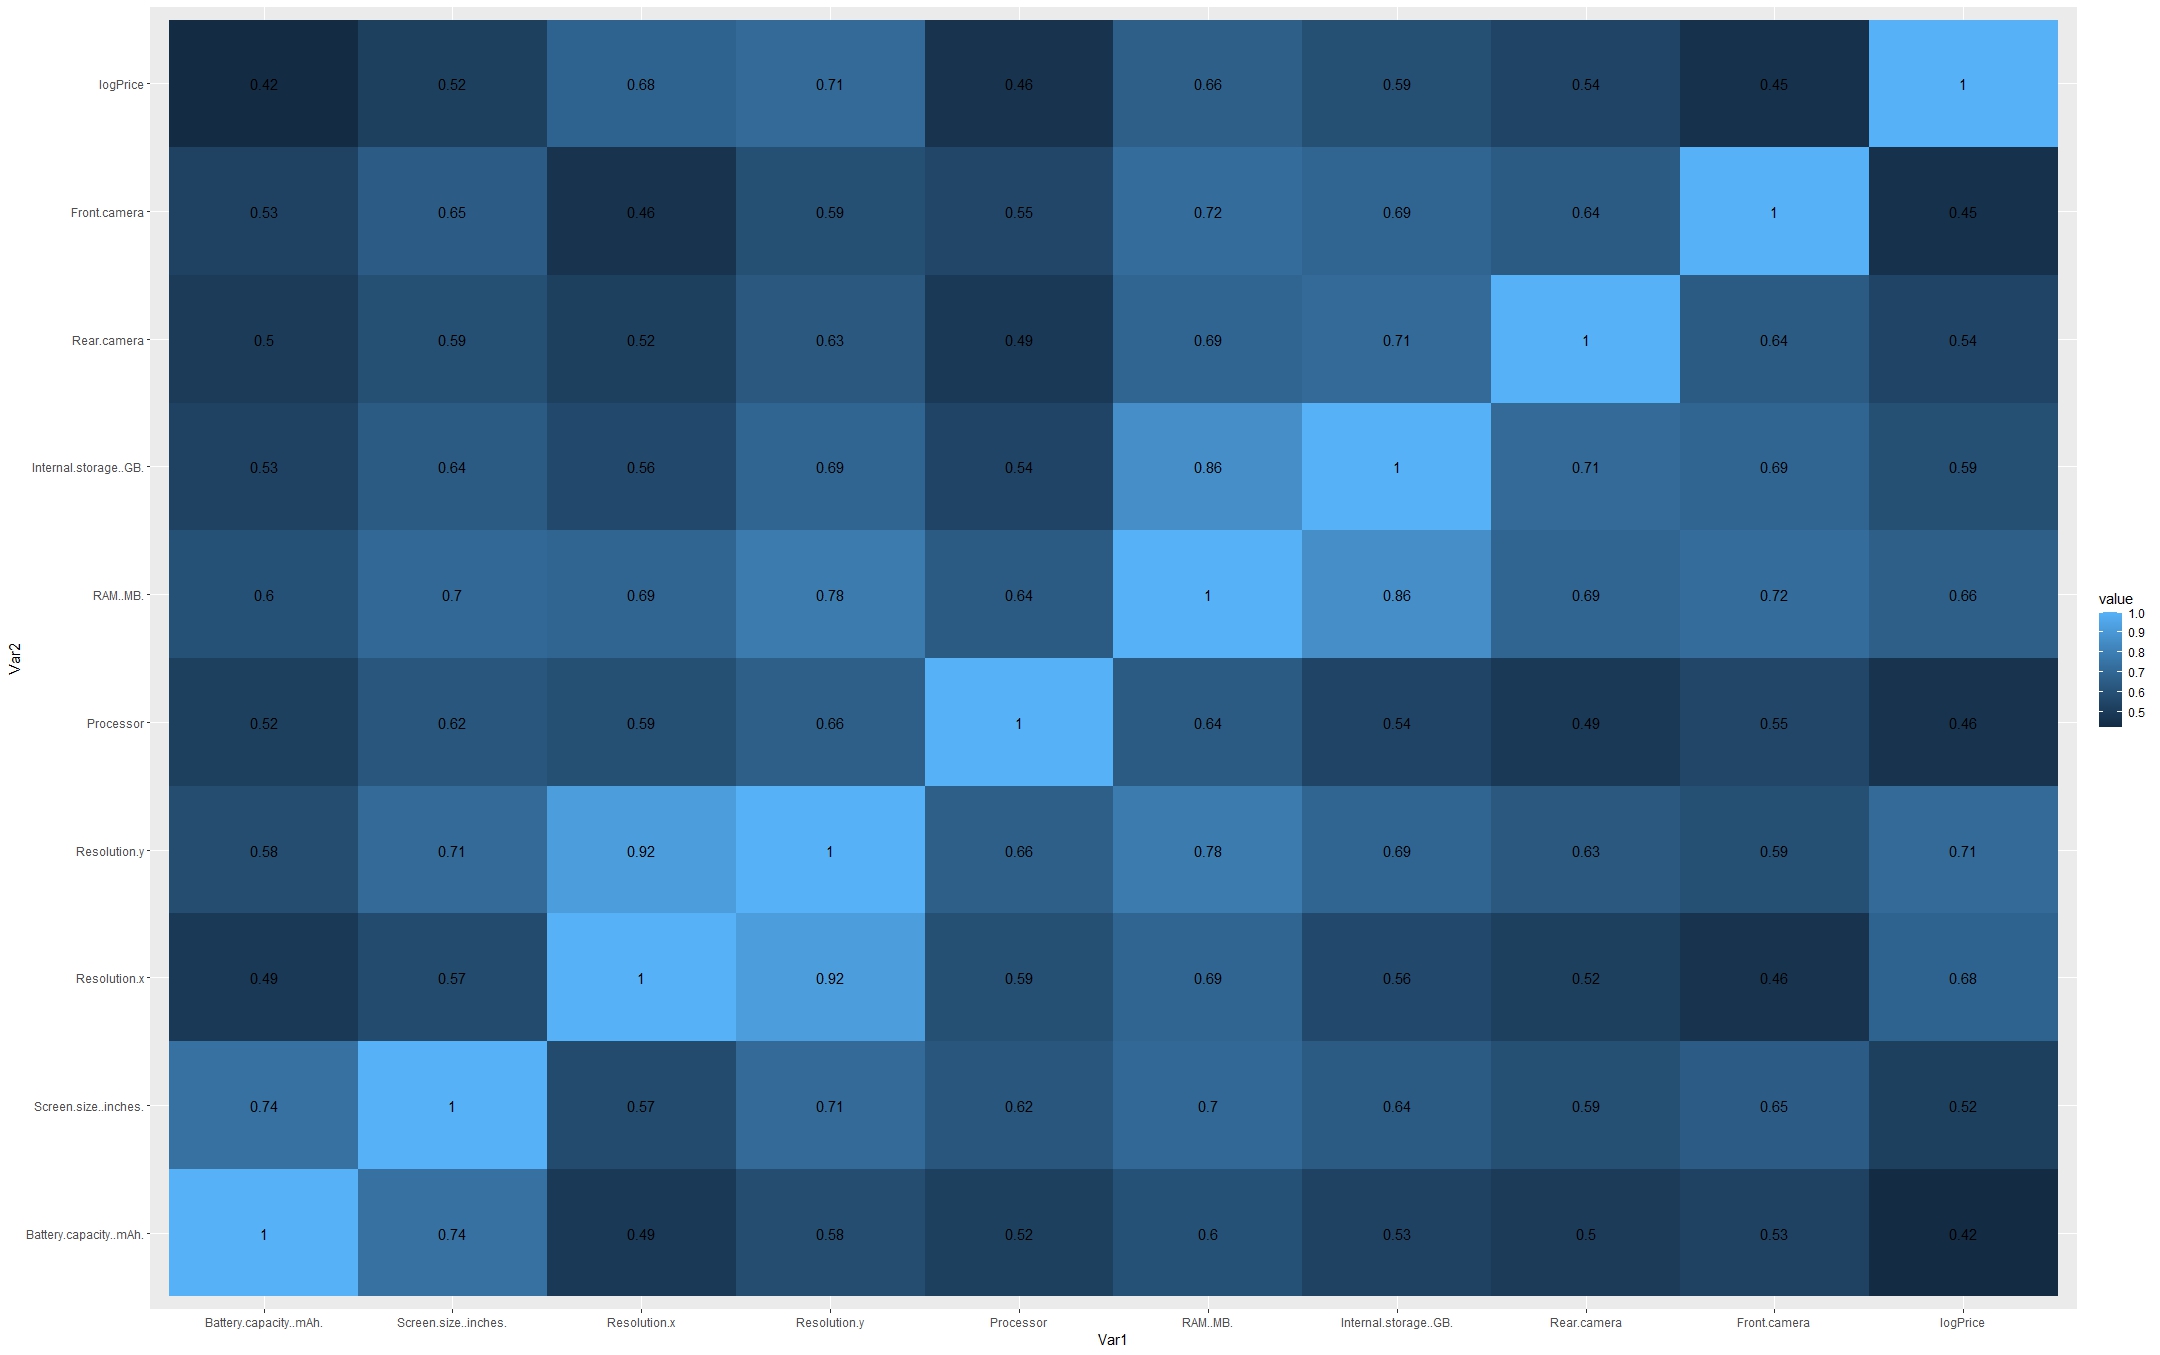 logPrice 0.42 0.52 0.68 0.71 0.46 0.66 0.59 0.54 0.45 1
Front.camera 0.53 0.65 0.46 0.59 0.55 0.72 0.69 0.64 1 0.45
Rear.camera 0.5 0.59 0.52 0.63 0.49 0.69 0.71 1 0.64 0.54
Internal.storage..GB. 0.53 0.64 0.56 0.69 0.54 0.86 1 0.71 0.69 0.59
RAM..MB. 0.6 0.7 0.69 0.78 0.64 1 0.86 0.69 0.72 0.66
Processor 0.52 0.62 0.59 0.66 1 0.64 0.54 0.49 0.55 0.46
Resolution.y 0.58 0.71 0.92 1 0.66 0.78 0.69 0.63 0.59 0.71
Resolution.x 0.49 0.57 1 0.92 0.59 0.69 0.56 0.52 0.46 0.68
Screen.size..inches. 0.74 1 0.57 0.71 0.62 0.7 0.64 0.59 0.65 0.52
Battery.capacity..mAh. 1 0.74 0.49 0.58 0.52 0.6 0.53 0.5 0.53 0.42
Battery.capacity..mAh. Screen.size..inches. Resolution.x Resolution.y Processor RAM..MB. Internal.storage..GB. Rear.camera Front.camera logPrice
Var1
Var2
value
1.0
0.9
0.8
0.7
0.6
0.5